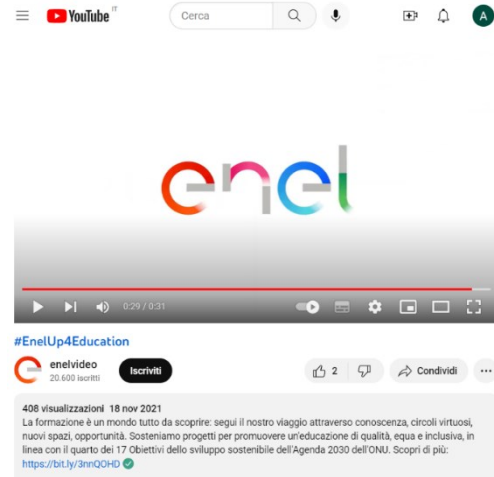 YouTube IT
Cerca
A
enel
0:29 / 0:31
#EnelUp4Education
enelvideo
20.600 iscritti
Iscriviti
2
Condividi
408 visualizzazioni 18 nov 2021
La formazione è un mondo tutto da scoprire: segui il nostro viaggio attraverso conoscenza, circoli virtuosi,
nuovi spazi, opportunità. Sosteniamo progetti per promuovere un'educazione di qualità, equa e inclusiva, in
linea con il quarto dei 17 Obiettivi dello sviluppo sostenibile dell'Agenda 2030 dell'ONU. Scopri di più:
https://bit.ly/3nnQOHD